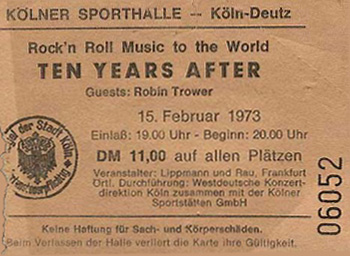 KÖLNER SPORTHALLE -- Köln-Deutz
Rock'n Roll Music to the World
TEN YEARS AFTER
Guests: Robin Trower
15. Februar 1973
Einlaß: 19.00 Uhr - Beginn: 20.00 Uhr
DM 11,00 auf allen Plätzen
Veranstalter: Lippmann und Rau, Frankfurt
Örtl. Durchführung: Westdeutsche Konzert-
direktion Köln zusammen mit der Kölner
Sportstätten GmbH
der Stadt Köln
06052
Keine Haftung für Sach- und Körperschäden.
Beim Verlassen der Halle verliert die Karte ihre Gültigkeit.